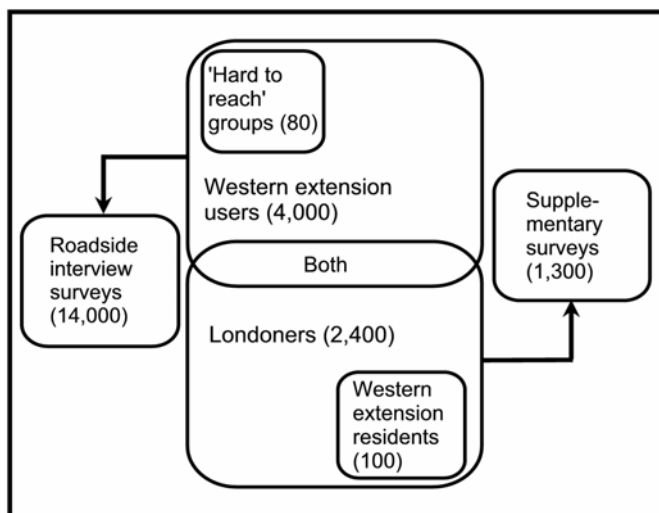 'Hard to
reach'
groups (80)
Western extension
users (4,000)
Roadside
interview
surveys
(14,000)
Both
Supple-
mentary
surveys
(1,300)
Londoners (2,400)
Western
extension
residents
(100)